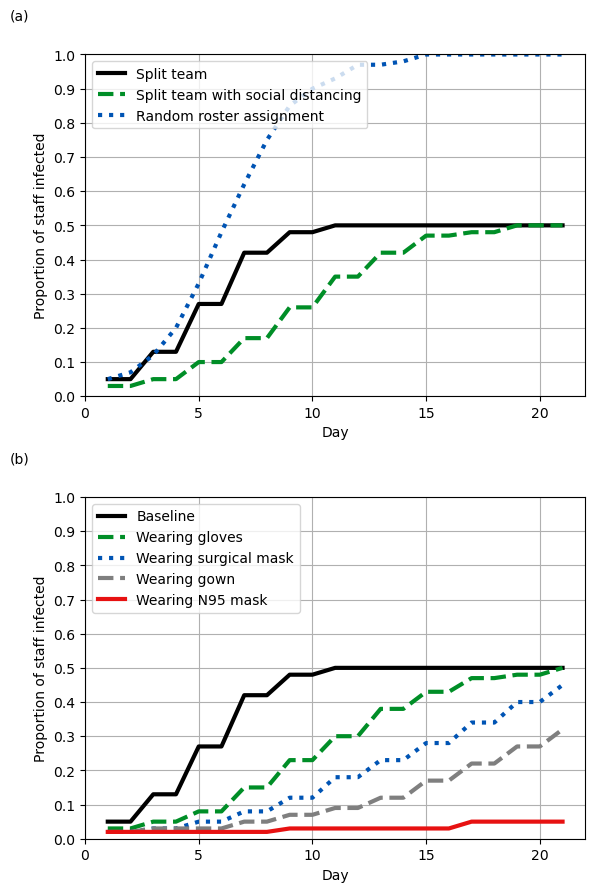 (a)
1.0
0.9
0.8
0.7
0.6
0.5
0.4
0.3
0.2
0.1
0.0
Proportion of staff infected
Split team
Split team with social distancing
Random roster assignment
0 5 10 15 20
Day
(b)
1.0
0.9
0.8
0.7
0.6
0.5
0.4
0.3
0.2
0.1
0.0
Proportion of staff infected
Baseline
Wearing gloves
Wearing surgical mask
Wearing gown
Wearing N95 mask
0 5 10 15 20
Day